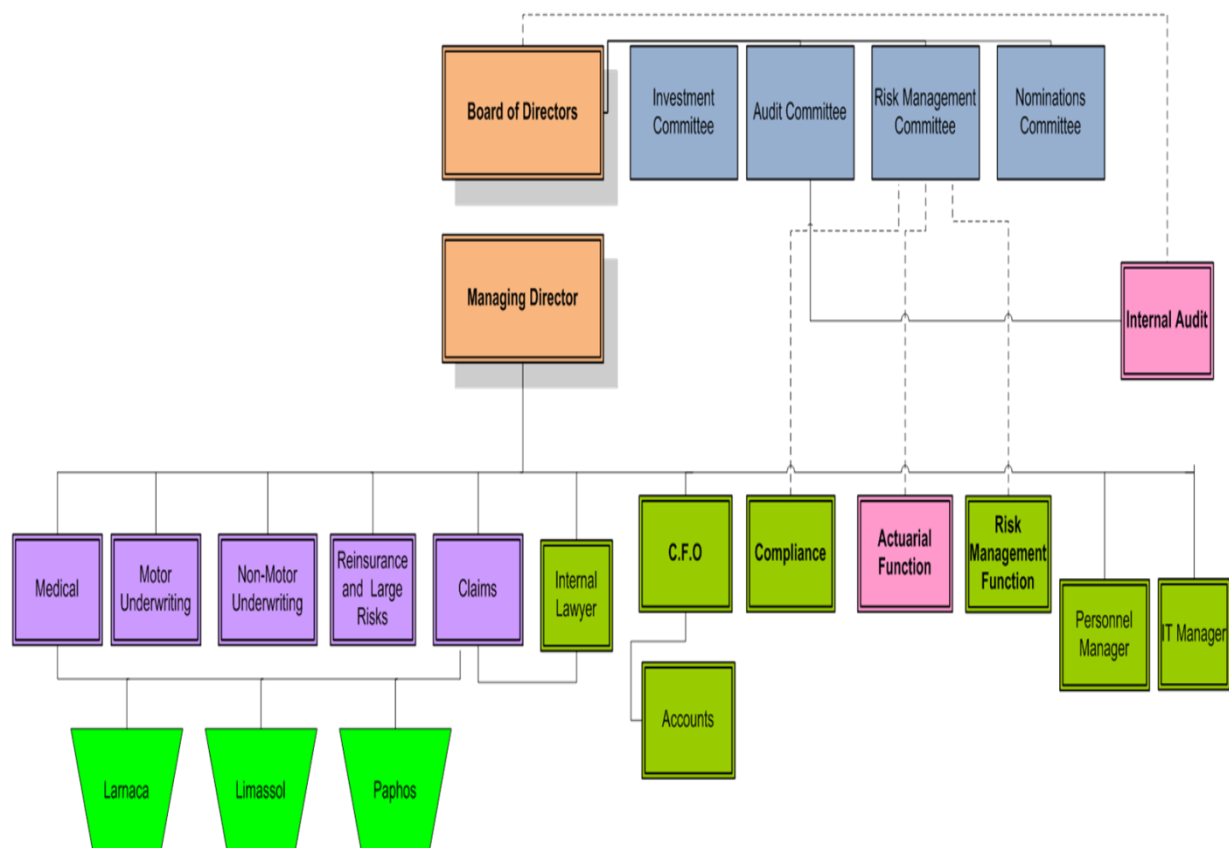 Board of Directors
Investment
Committee
Audit Committee
Risk Management
Committee
Nominations
Committee
Managing Director
Internal Audit
Medical
Motor
Underwriting
Non-Motor
Underwriting
Reinsurance
and Large
Risks
Claims
Internal
Lawyer
C.F.O
Compliance
Actuarial
Function
Risk
Management
Function
Personnel
Manager
IT Manager
Accounts
Larnaca
Limassol
Paphos